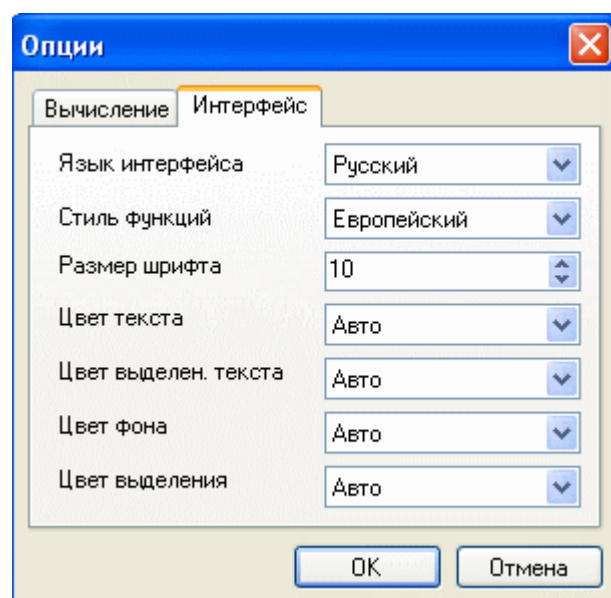 Опции
Вычисление Интерфейс
Язык интерфейса Русский
Стиль функций Европейский
Размер шрифта 10
Цвет текста Авто
Цвет выделен. текста Авто
Цвет фона Авто
Цвет выделения Авто
OK Отмена